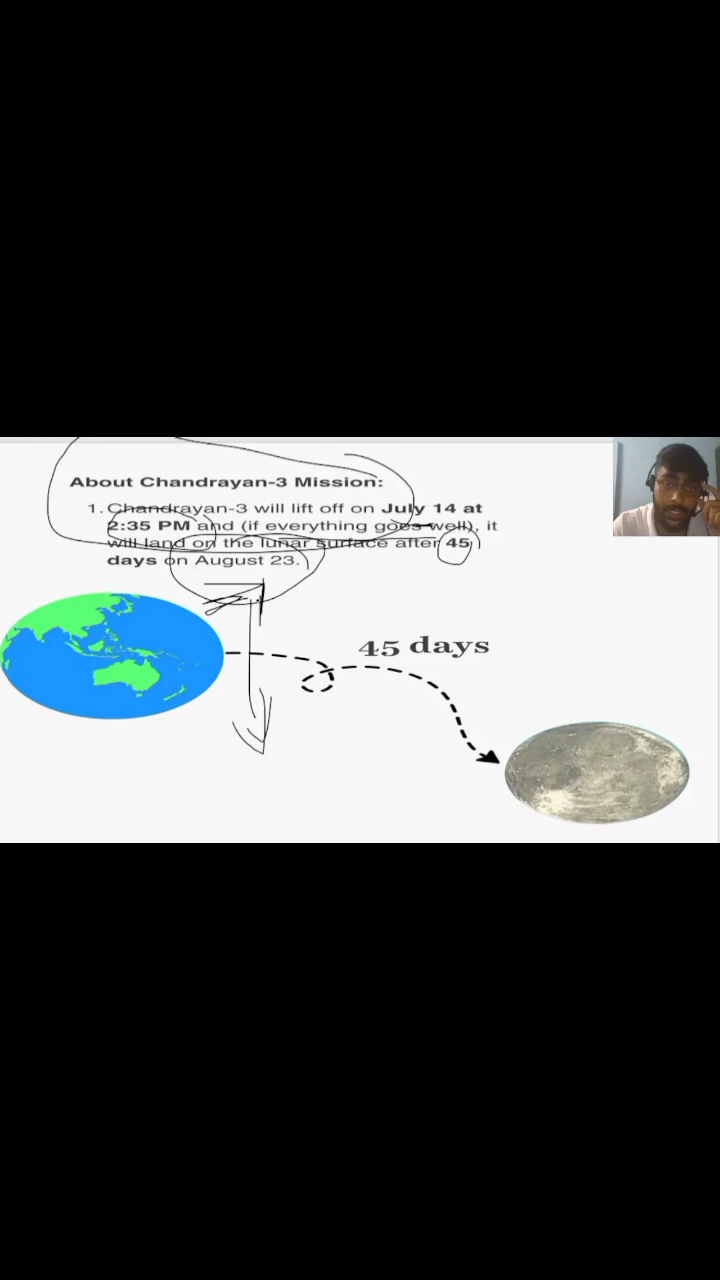 About Chandrayan-3 Mission:
1. Chandrayan-3 will lift off on July 14 at
2:35 PM and (if everything goes well), it
will land on the lunar surface after 45
days on August 23.
45 days